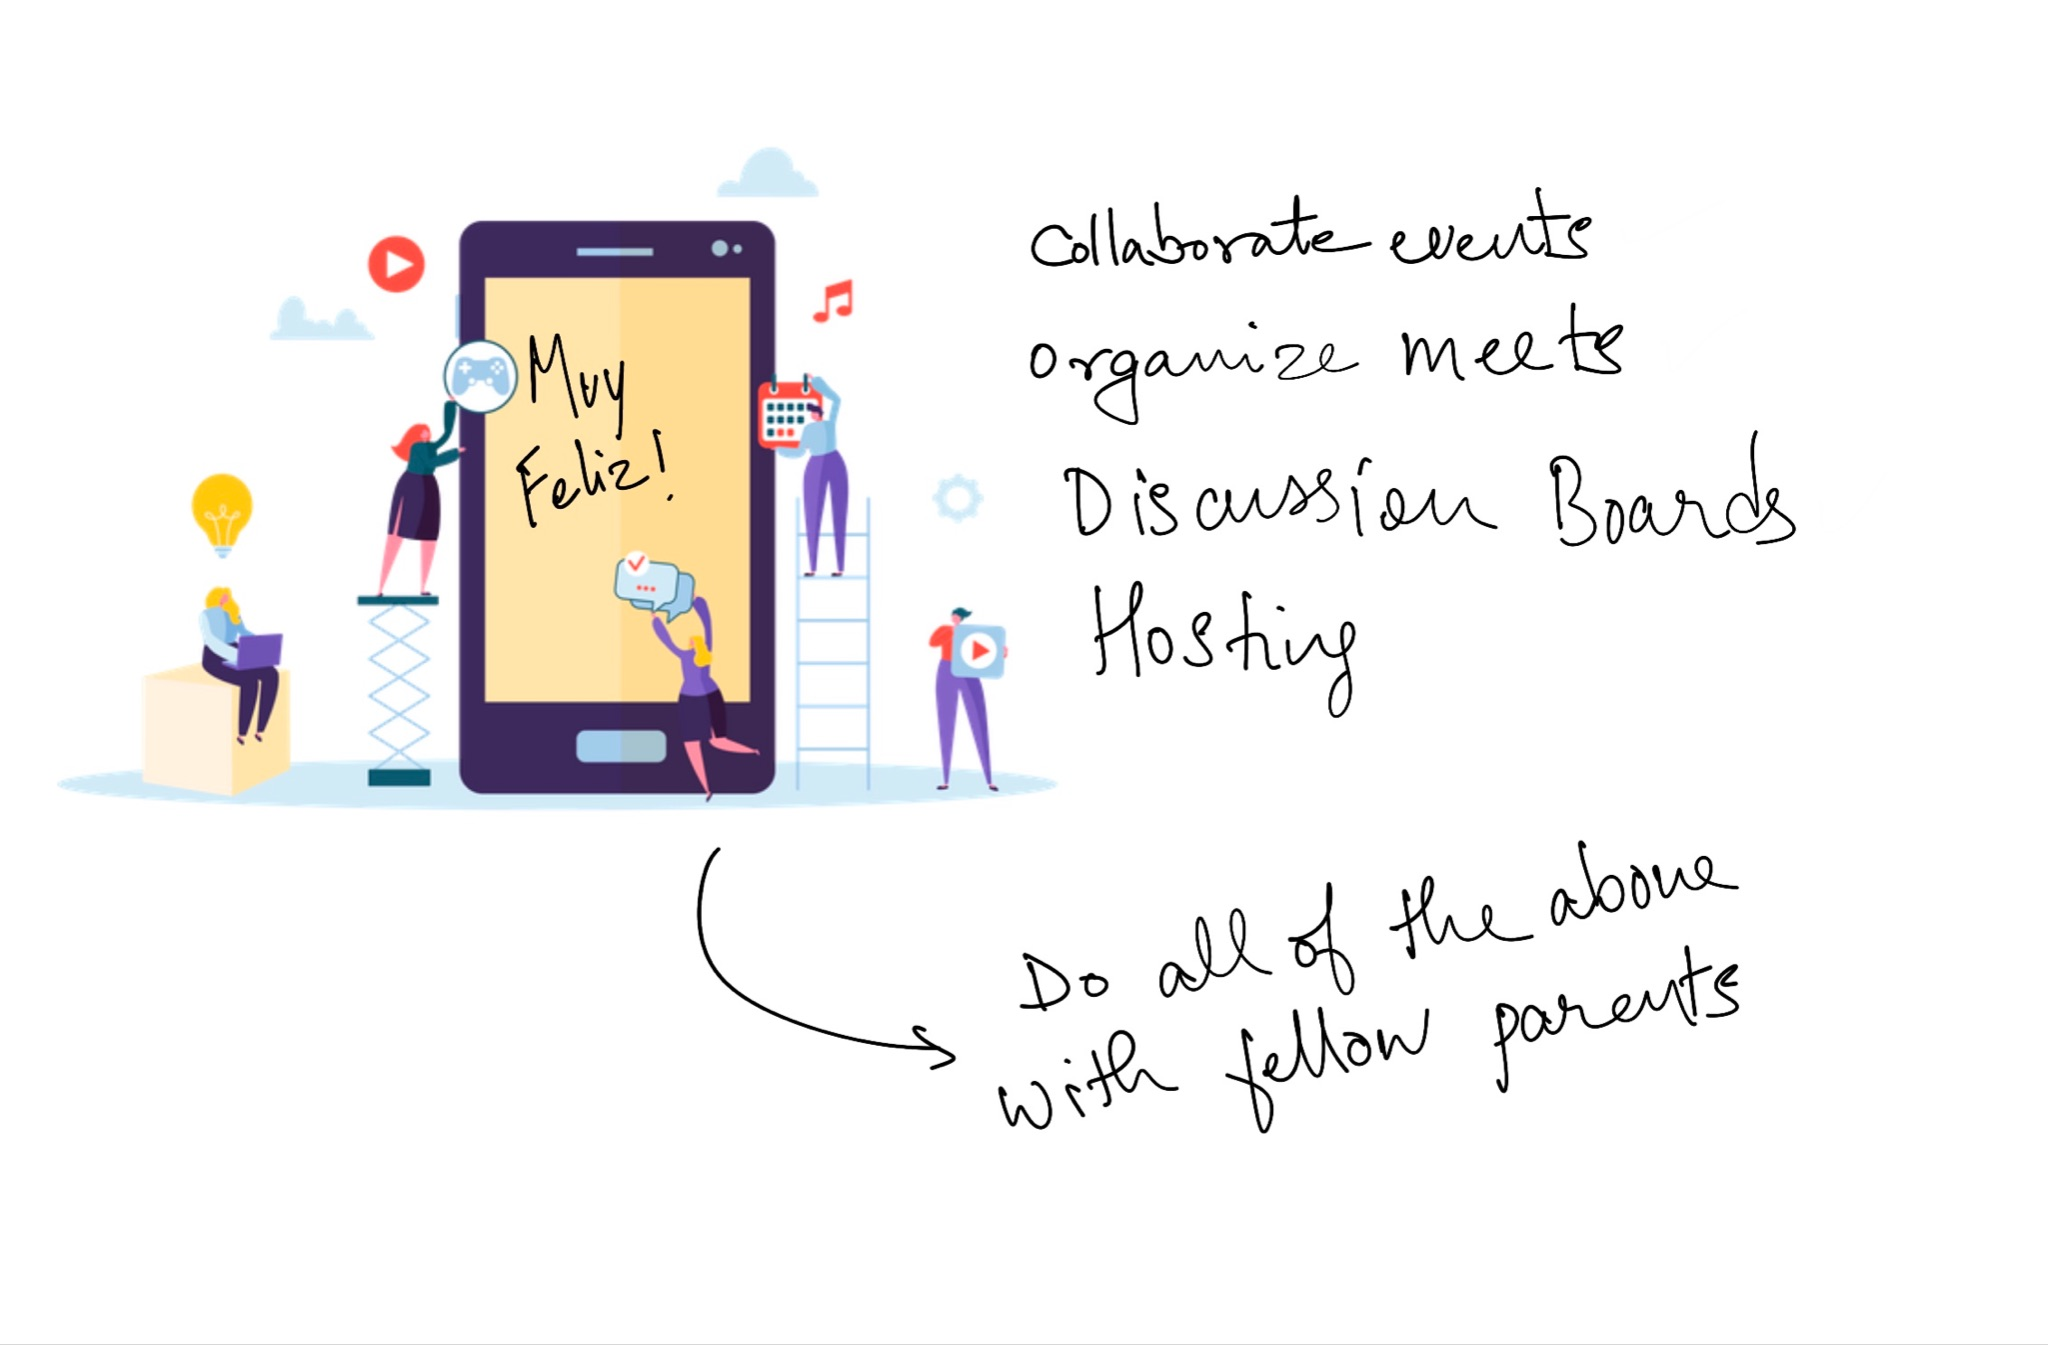 Muy
Feliz!
Collaborate events
organize meets
Discussion Boards
Hosting
Do all of the above
with fellow parents